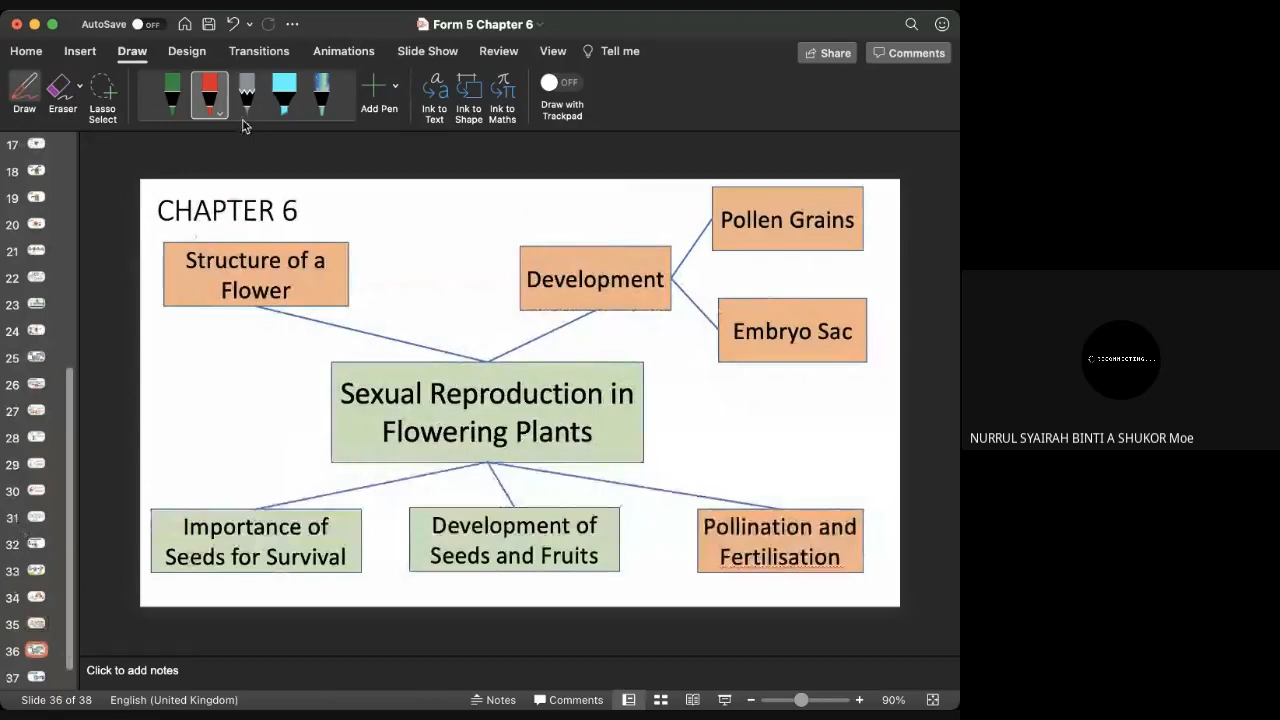 AutoSave OFF
Form 5 Chapter 6
Home Insert Draw Design Transitions Animations Slide Show Review View Tell me
Share Comments
Draw Eraser Lasso Select Add Pen Ink to Text Ink to Shape Ink to Maths OFF Draw with Trackpad
17
18
19
20
21
22
23
24
25
26
27
28
29
30
31
32
33
34
35
36
37
CHAPTER 6
Structure of a
Flower
Development
Pollen Grains
Embryo Sac
Sexual Reproduction in
Flowering Plants
Importance of
Seeds for Survival
Development of
Seeds and Fruits
Pollination and
Fertilisation
RECONNECTING...
NURRUL SYAIRAH BINTI A SHUKOR Moe
Click to add notes
Slide 36 of 38 English (United Kingdom) Notes Comments 90%